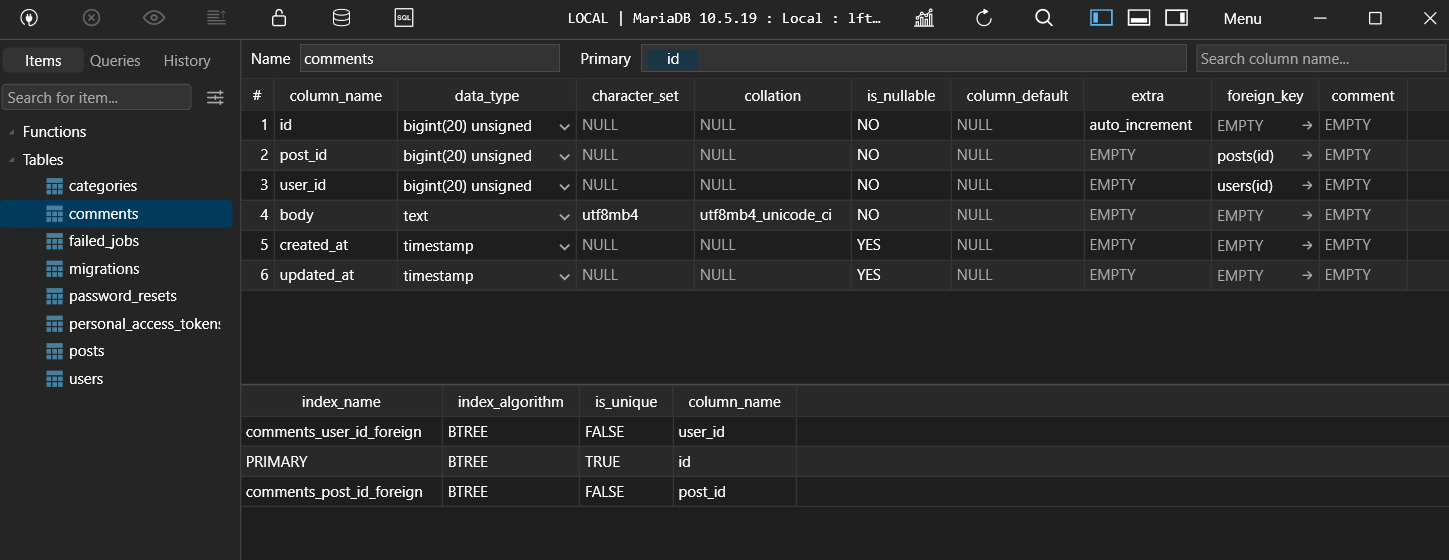 SQL LOCAL | MariaDB 10.5.19 : Local : lft… Menu
Items Queries History
Name comments Primary id Search column name...
Search for item...
# column_name data_type character_set collation is_nullable column_default extra foreign_key comment
1 id bigint(20) unsigned NULL NULL NO NULL auto_increment EMPTY EMPTY
2 post_id bigint(20) unsigned NULL NULL NO NULL EMPTY posts(id) EMPTY
3 user_id bigint(20) unsigned NULL NULL NO NULL EMPTY users(id) EMPTY
4 body text utf8mb4 utf8mb4_unicode_ci NO NULL EMPTY EMPTY EMPTY
5 created_at timestamp NULL NULL YES NULL EMPTY EMPTY EMPTY
6 updated_at timestamp NULL NULL YES NULL EMPTY EMPTY EMPTY
Functions
Tables
categories
comments
failed_jobs
migrations
password_resets
personal_access_tokens
posts
users
index_name index_algorithm is_unique column_name
comments_user_id_foreign BTREE FALSE user_id
PRIMARY BTREE TRUE id
comments_post_id_foreign BTREE FALSE post_id